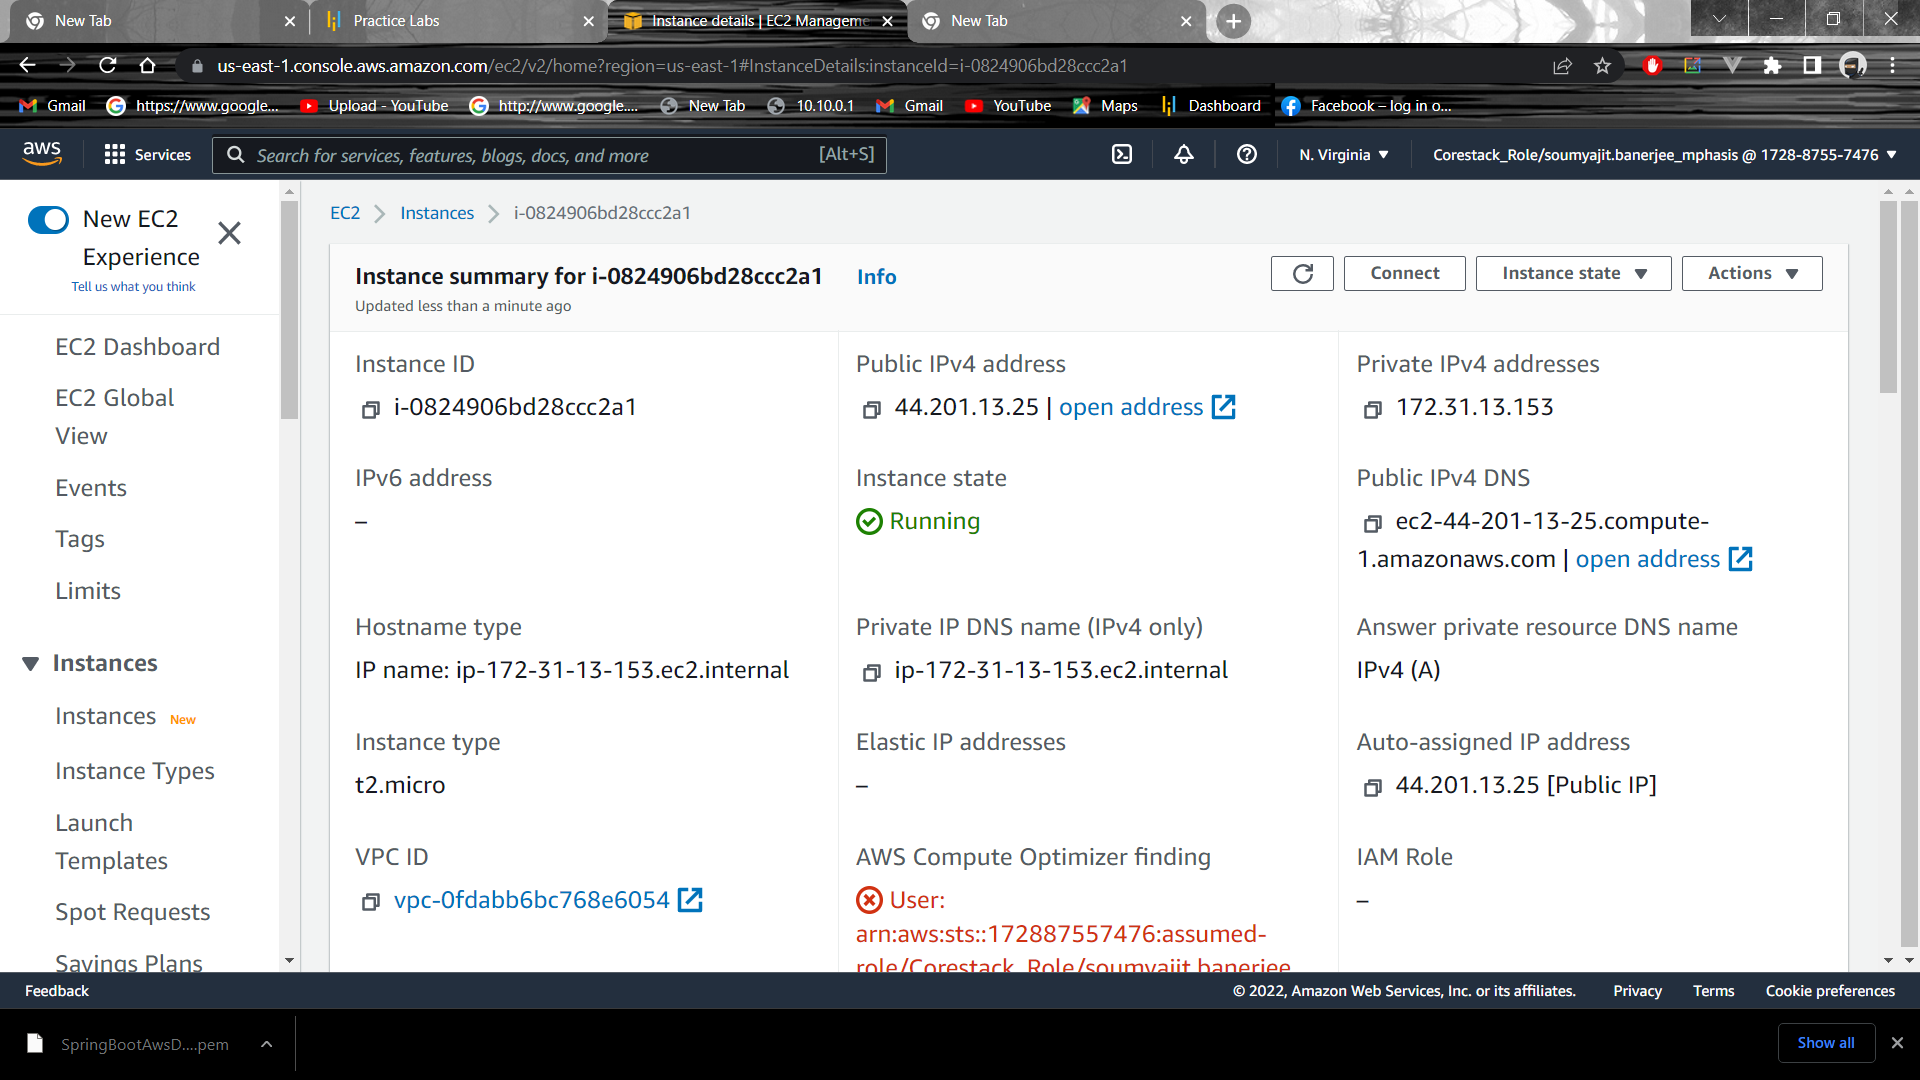 New Tab
Practice Labs
Instance details | EC2 Manageme
New Tab
us-east-1.console.aws.amazon.com/ec2/v2/home?region=us-east-1#InstanceDetails:instanceId=i-0824906bd28ccc2a1
Gmail
https://www.google...
Upload - YouTube
http://www.google....
New Tab
10.10.0.1
Gmail
YouTube
Maps
Dashboard
Facebook – log in o...
aws
Services
Search for services, features, blogs, docs, and more
[Alt+S]
N. Virginia
Corestack_Role/soumyajit.banerjee_mphasis @ 1728-8755-7476
New EC2
Experience
Tell us what you think
EC2 Dashboard
EC2 Global
View
Events
Tags
Limits
Instances
Instances New
Instance Types
Launch
Templates
Spot Requests
Savings Plans
EC2
Instances
i-0824906bd28ccc2a1
Instance summary for i-0824906bd28ccc2a1 Info
Updated less than a minute ago
Connect
Instance state
Actions
Instance ID
i-0824906bd28ccc2a1
Public IPv4 address
44.201.13.25 | open address
Private IPv4 addresses
172.31.13.153
IPv6 address
–
Instance state
Running
Public IPv4 DNS
ec2-44-201-13-25.compute-
1.amazonaws.com | open address
Hostname type
IP name: ip-172-31-13-153.ec2.internal
Private IP DNS name (IPv4 only)
ip-172-31-13-153.ec2.internal
Answer private resource DNS name
IPv4 (A)
Instance type
t2.micro
Elastic IP addresses
–
Auto-assigned IP address
44.201.13.25 [Public IP]
VPC ID
vpc-0fdabb6bc768e6054
AWS Compute Optimizer finding
User:
arn:aws:sts::172887557476:assumed-
role/Corestack_Role/soumyajit.banerjee
IAM Role
–
Feedback
© 2022, Amazon Web Services, Inc. or its affiliates.
Privacy
Terms
Cookie preferences
SpringBootAwsD....pem
Show all